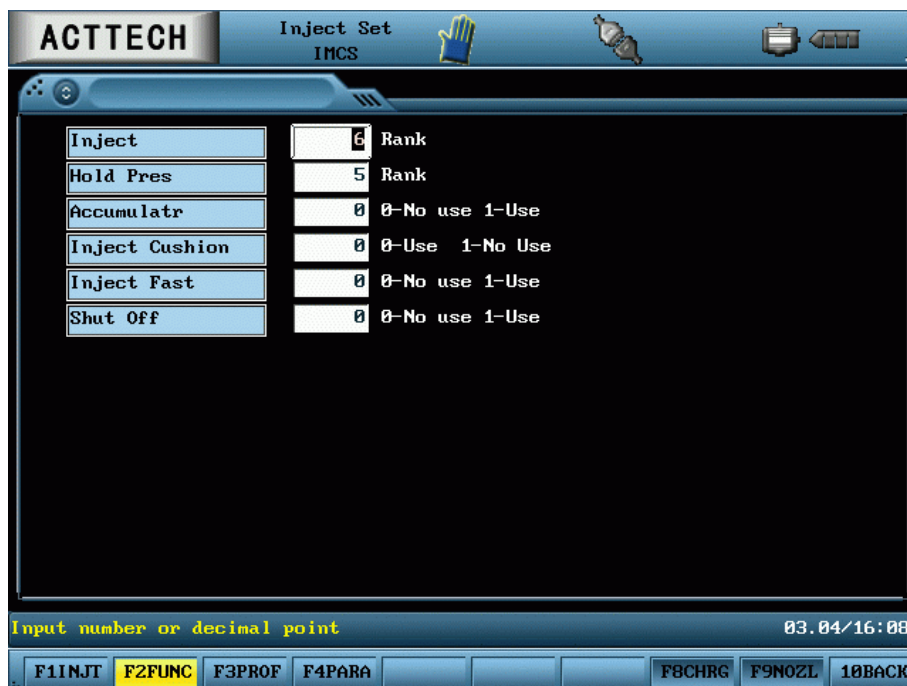 ACTTECH
Inject Set
IMCS
Inject 6 Rank
Hold Pres 5 Rank
Accumulatr 0 0-No use 1-Use
Inject Cushion 0 0-Use 1-No Use
Inject Fast 0 0-No use 1-Use
Shut Off 0 0-No use 1-Use
Input number or decimal point 03.04/16:08
F1INJT F2FUNC F3PROF F4PARA F8CHRG F9NOZL 10BACK